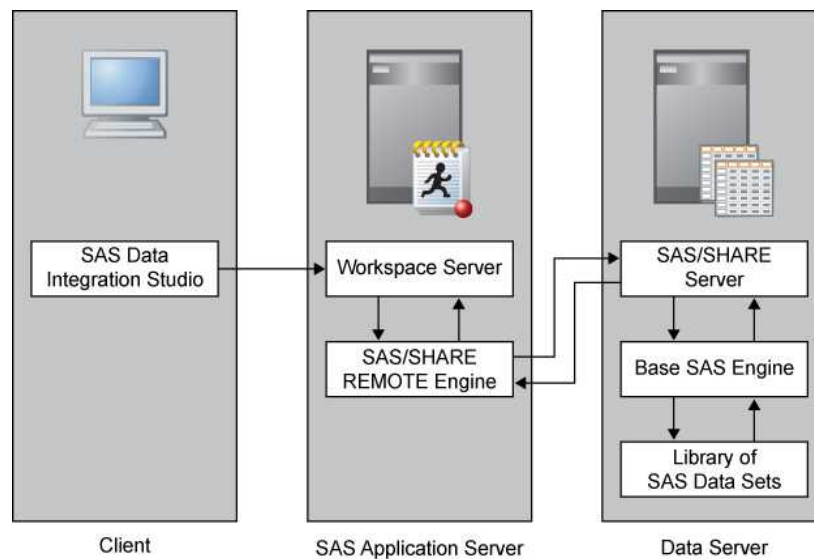 SAS Data
Integration Studio
Workspace Server
SAS/SHARE
REMOTE Engine
SAS/SHARE
Server
Base SAS Engine
Library of
SAS Data Sets
Client
SAS Application Server
Data Server